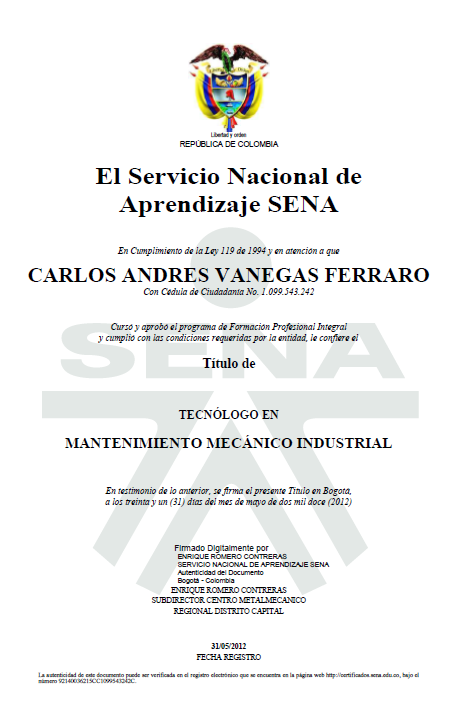 Libertad y orden
REPÚBLICA DE COLOMBIA
El Servicio Nacional de
Aprendizaje SENA
En Cumplimiento de la Ley 119 de 1994 y en atención a que
CARLOS ANDRES VANEGAS FERRARO
Con Cédula de Ciudadanta No. 1.099.543.242
Cursó y aprobó el programa de Formación Profesional Integral
y cumplió con las condiciones requeridas por la entidad, le confiere el
SENA
Título de
TECNÓLOGO EN
MANTENIMIENTO MECÁNICO INDUSTRIAL
En testimonio de lo anterior, se firma el presente Título en Bogotá,
a los treinta y un (31) días del mes de mayo de dos mil doce (2012)
Firmado Digitalmente por
ENRIQUE ROMERO CONTRERAS
SERVICIO NACIONAL DE APRENDIZAJE SENA
Autenticidad del Documento
Bogotá - Colombia
ENRIQUE ROMERO CONTRERAS
SUBDIRECTOR CENTRO METALMECANICO
REGIONAL DISTRITO CAPITAL
31/05/2012
FECHA REGISTRO
La autenticidad de este documento puede ser verificada en el registro electrónico que se encuentra en la página web http://certificados.sena.edu.co, bajo el
número 92140036215CC1099543242C.